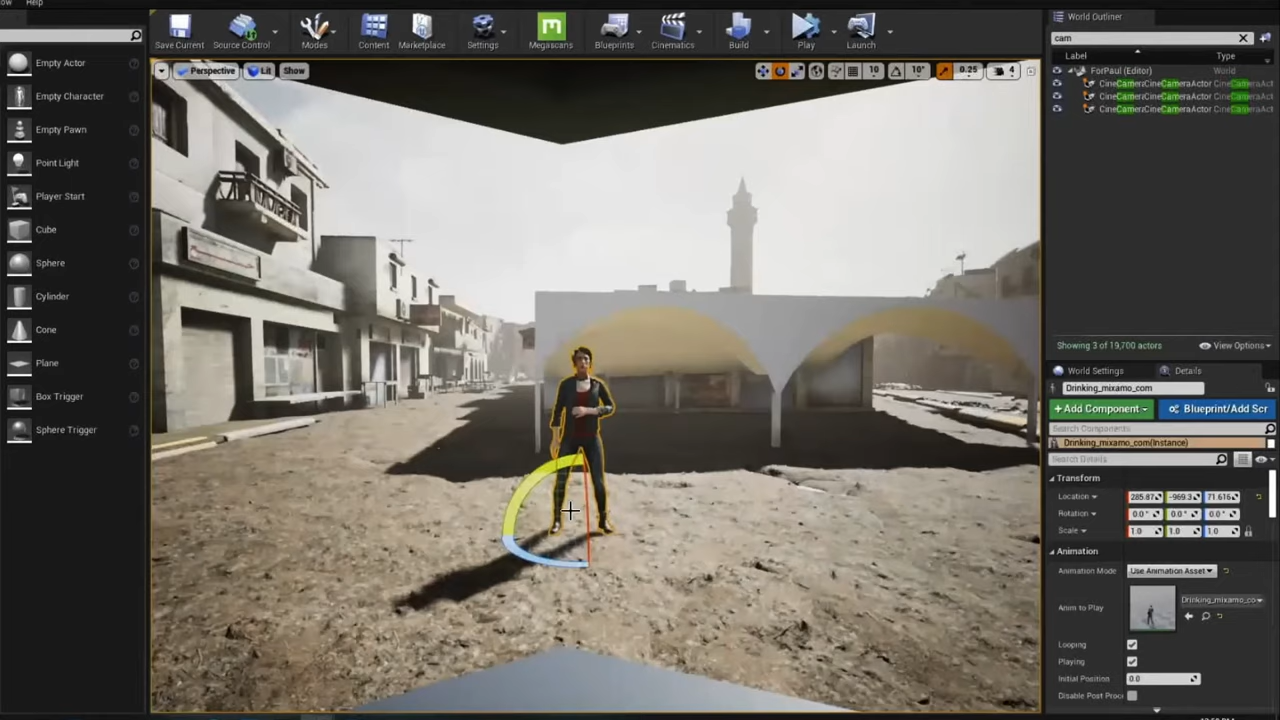 Help
Save Current
Source Control
Modes
Content
Marketplace
Settings
Megascans
Blueprints
Cinematics
Build
Play
Launch
World Outliner
cam
Label
Type
Perspective
Lit
Show
10
10°
0.25
4
Empty Actor
Empty Character
Empty Pawn
Point Light
Player Start
Cube
Sphere
Cylinder
Cone
Plane
Box Trigger
Sphere Trigger
ForPaul (Editor) World
CineCameraCineCameraActor CineCameraAct
CineCameraCineCameraActor CineCameraAct
CineCameraCineCameraActor CineCameraAct
Showing 3 of 19,700 actors
View Options
World Settings
Details
Drinking_mixamo_com
+Add Component
Blueprint/Add Scr
Search Components
Drinking_mixamo_com(Instance)
Search Details
Transform
Location 285.87 -969.3 71.616
Rotation 0.0° 0.0° 0.0°
Scale 1.0 1.0 1.0
Animation
Animation Mode Use Animation Asset
Anim to Play Drinking_mixamo_co
Looping
Playing
Initial Position 0.0
Disable Post Proc